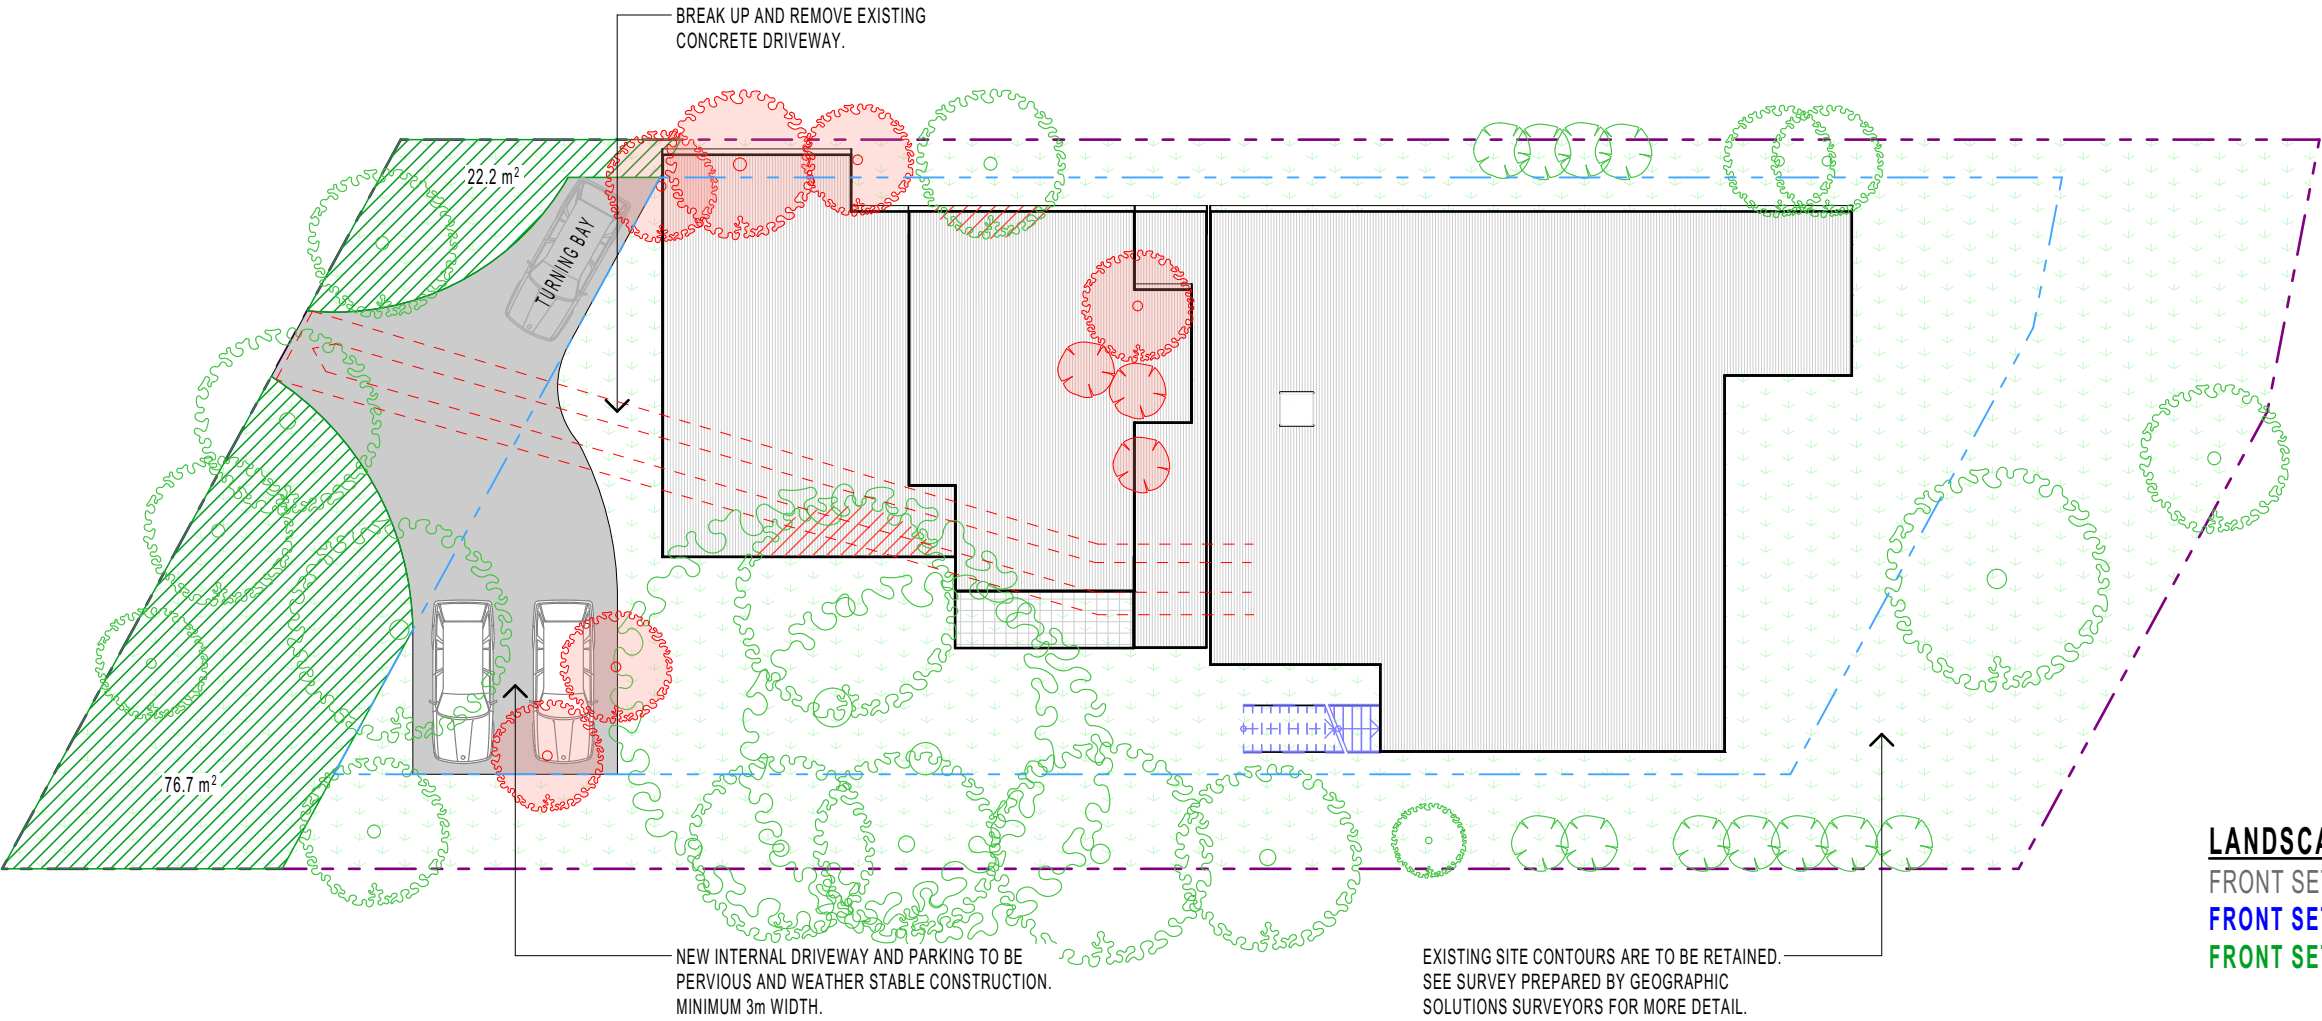 BREAK UP AND REMOVE EXISTING
CONCRETE DRIVEWAY.
22.2 m²
TURNING BAY
76.7 m²
NEW INTERNAL DRIVEWAY AND PARKING TO BE
PERVIOUS AND WEATHER STABLE CONSTRUCTION.
MINIMUM 3m WIDTH.
EXISTING SITE CONTOURS ARE TO BE RETAINED.
SEE SURVEY PREPARED BY GEOGRAPHIC
SOLUTIONS SURVEYORS FOR MORE DETAIL.
LANDSCA
FRONT SE
FRONT SE
FRONT SE